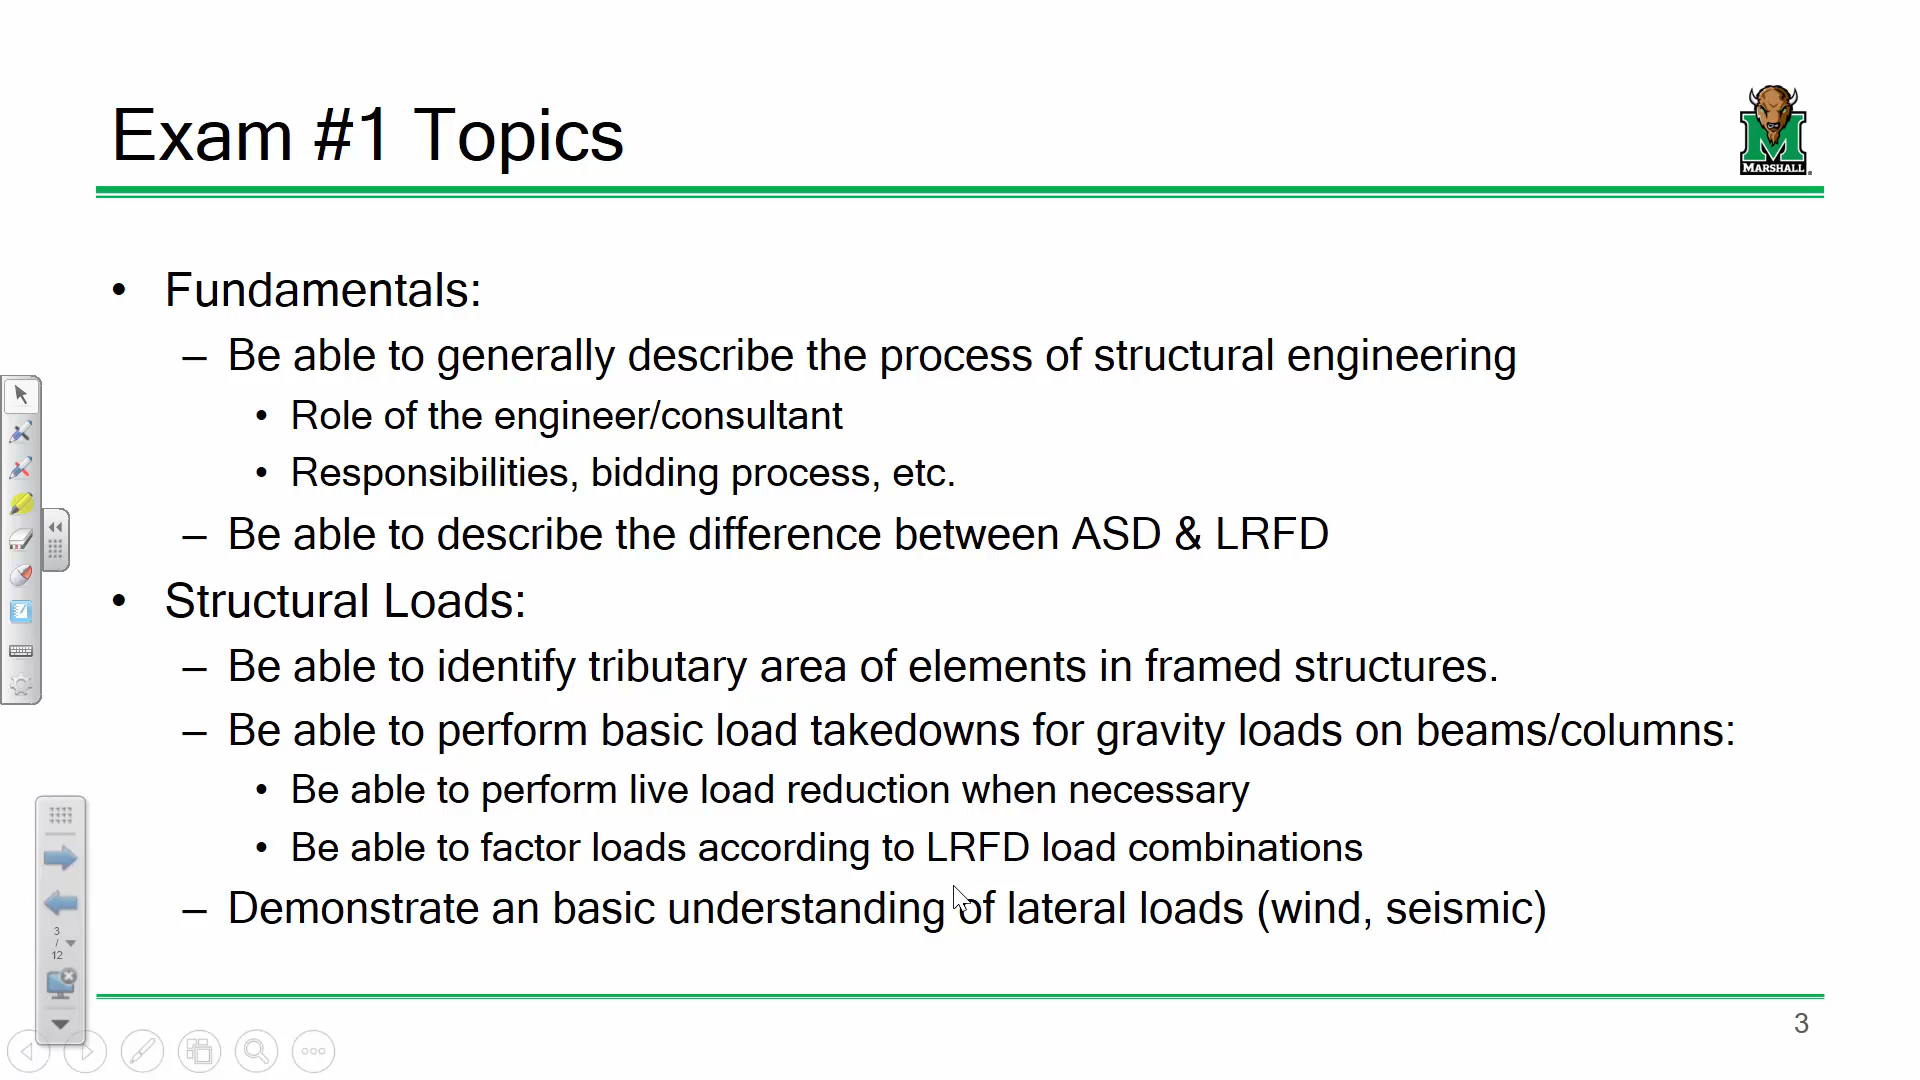 Exam #1 Topics
MARSHALL
• Fundamentals:
– Be able to generally describe the process of structural engineering
• Role of the engineer/consultant
• Responsibilities, bidding process, etc.
– Be able to describe the difference between ASD & LRFD
• Structural Loads:
– Be able to identify tributary area of elements in framed structures.
– Be able to perform basic load takedowns for gravity loads on beams/columns:
• Be able to perform live load reduction when necessary
• Be able to factor loads according to LRFD load combinations
– Demonstrate an basic understanding of lateral loads (wind, seismic)
3
/
12
3